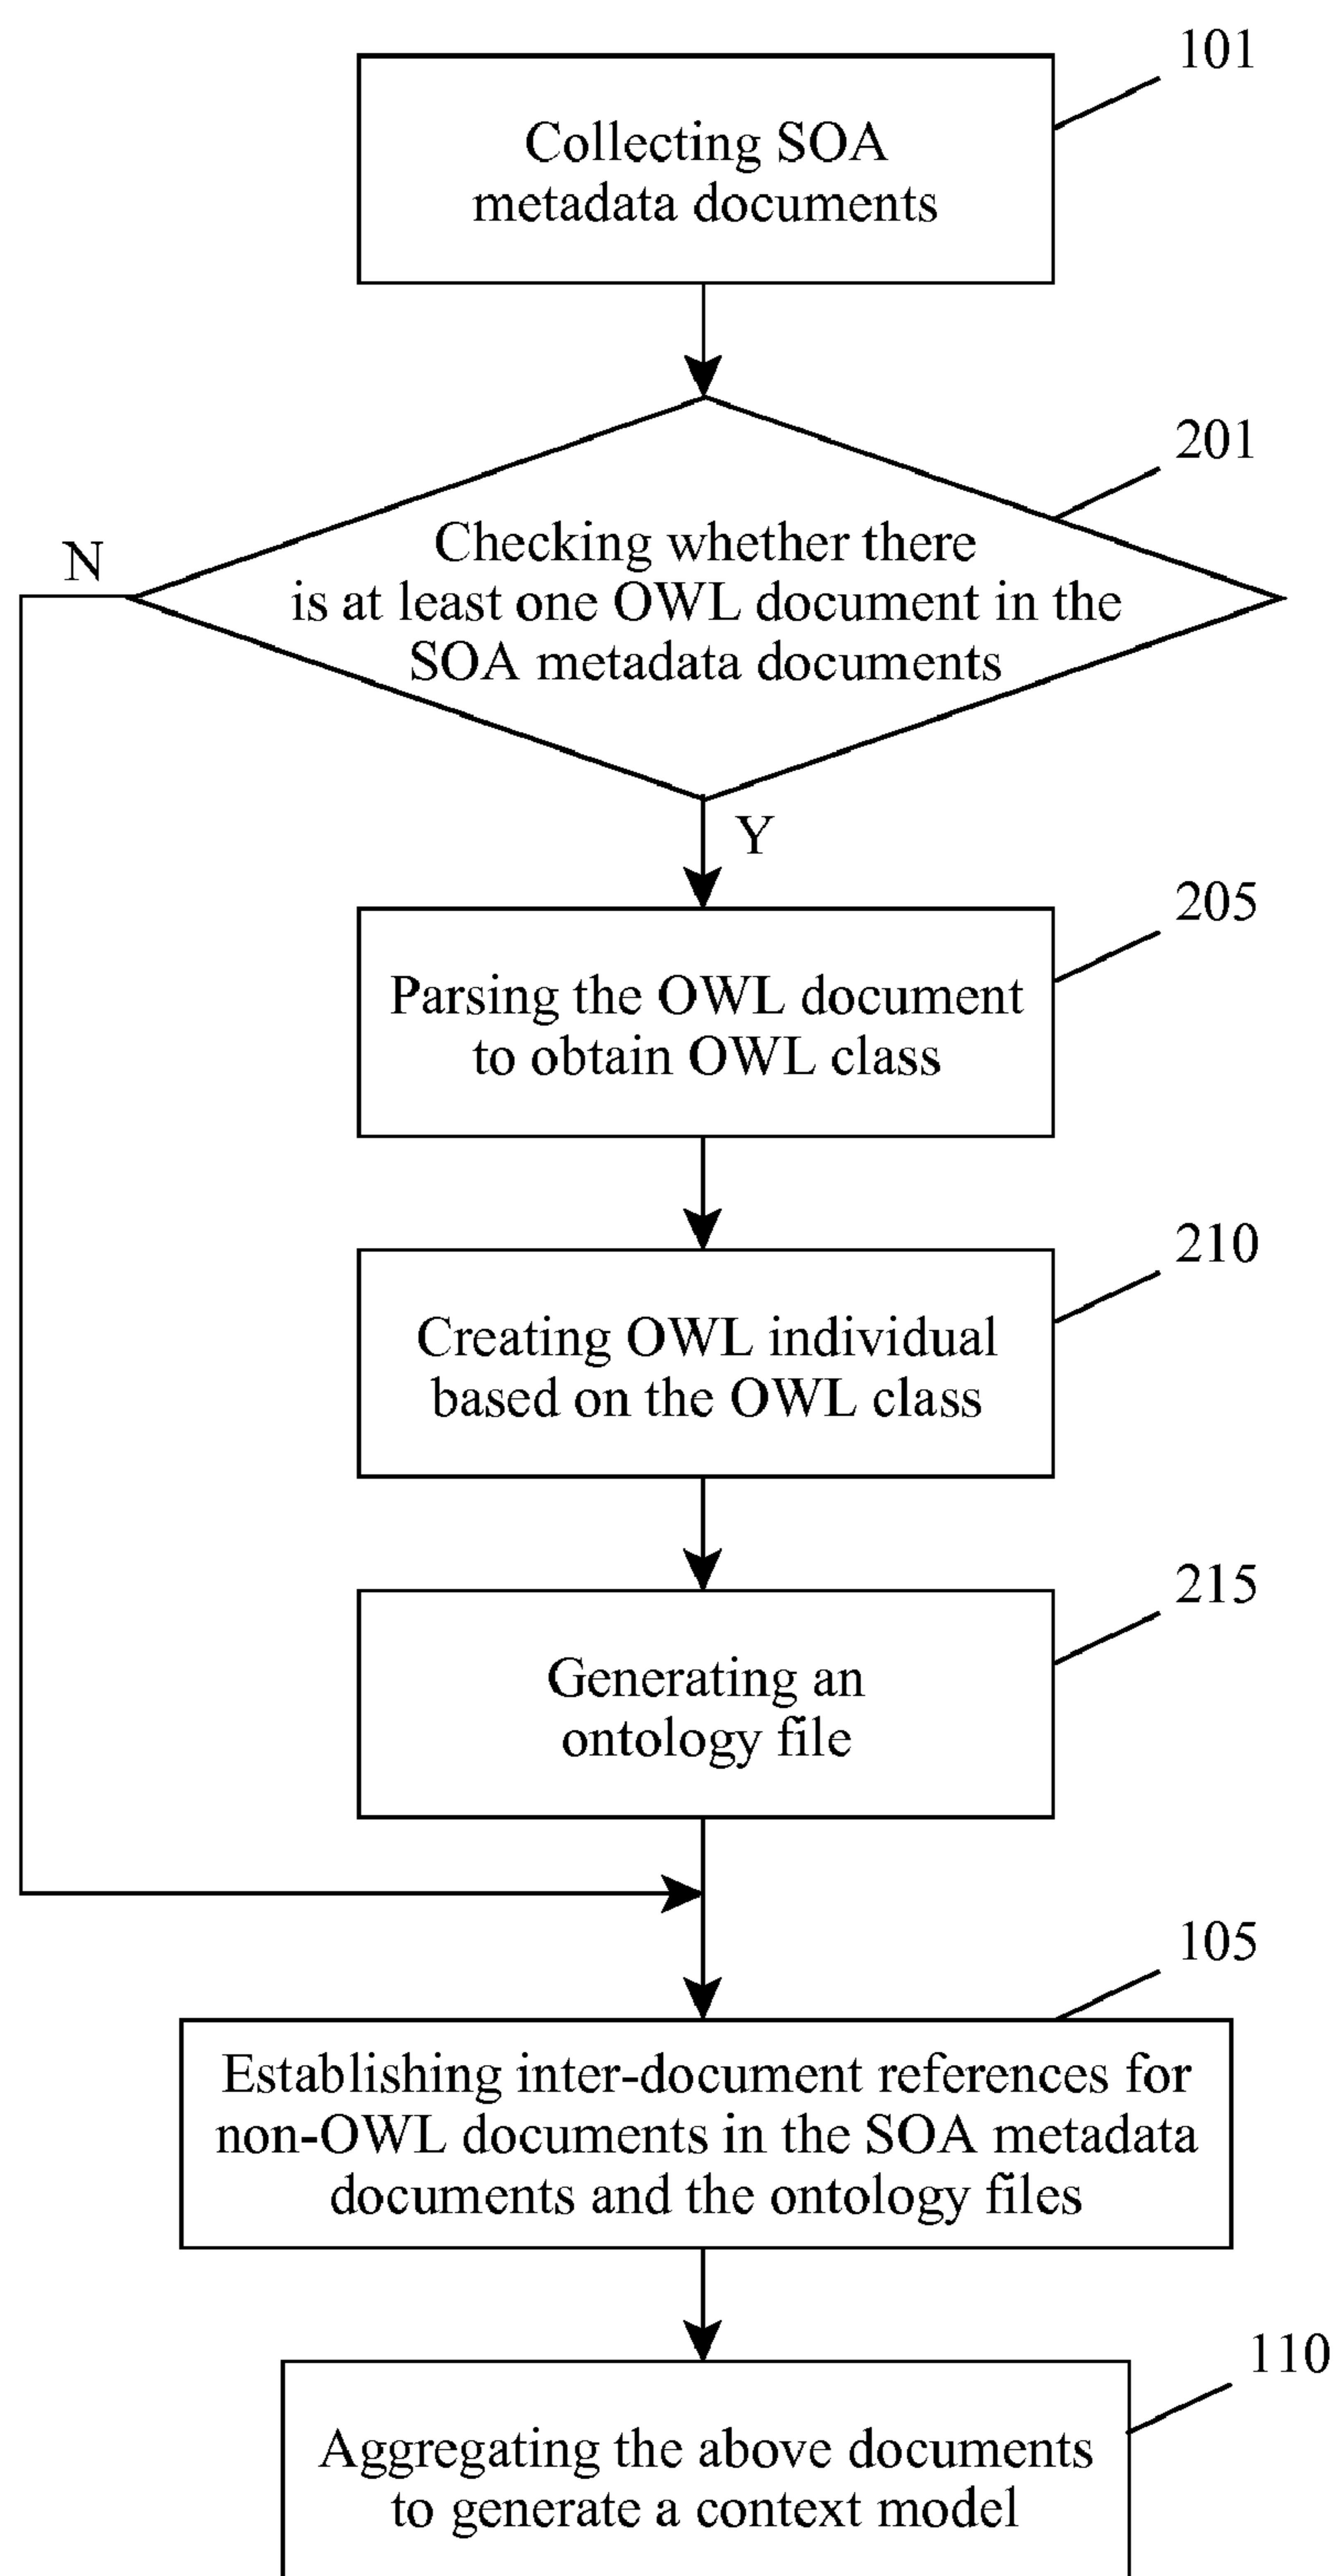 101
Collecting SOA
metadata documents
201
N
Checking whether there
is at least one OWL document in the
SOA metadata documents
Y
205
Parsing the OWL document
to obtain OWL class
210
Creating OWL individual
based on the OWL class
215
Generating an
ontology file
105
Establishing inter-document references for
non-OWL documents in the SOA metadata
documents and the ontology files
110
Aggregating the above documents
to generate a context model